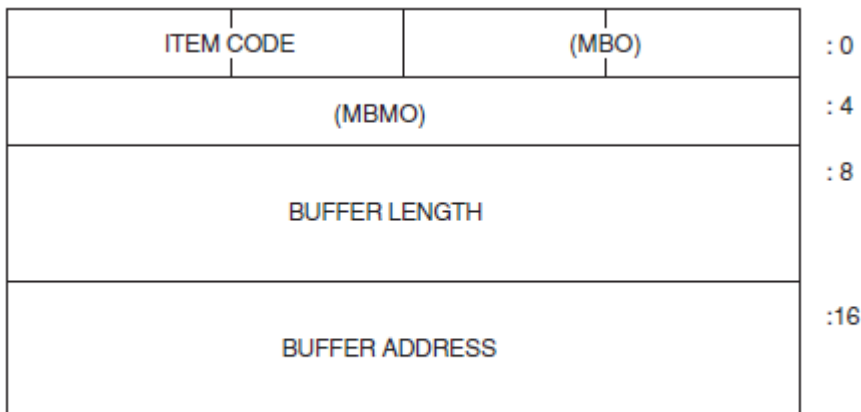 ITEM CODE (MBO) : 0
(MBMO) : 4
: 8
BUFFER LENGTH
:16
BUFFER ADDRESS